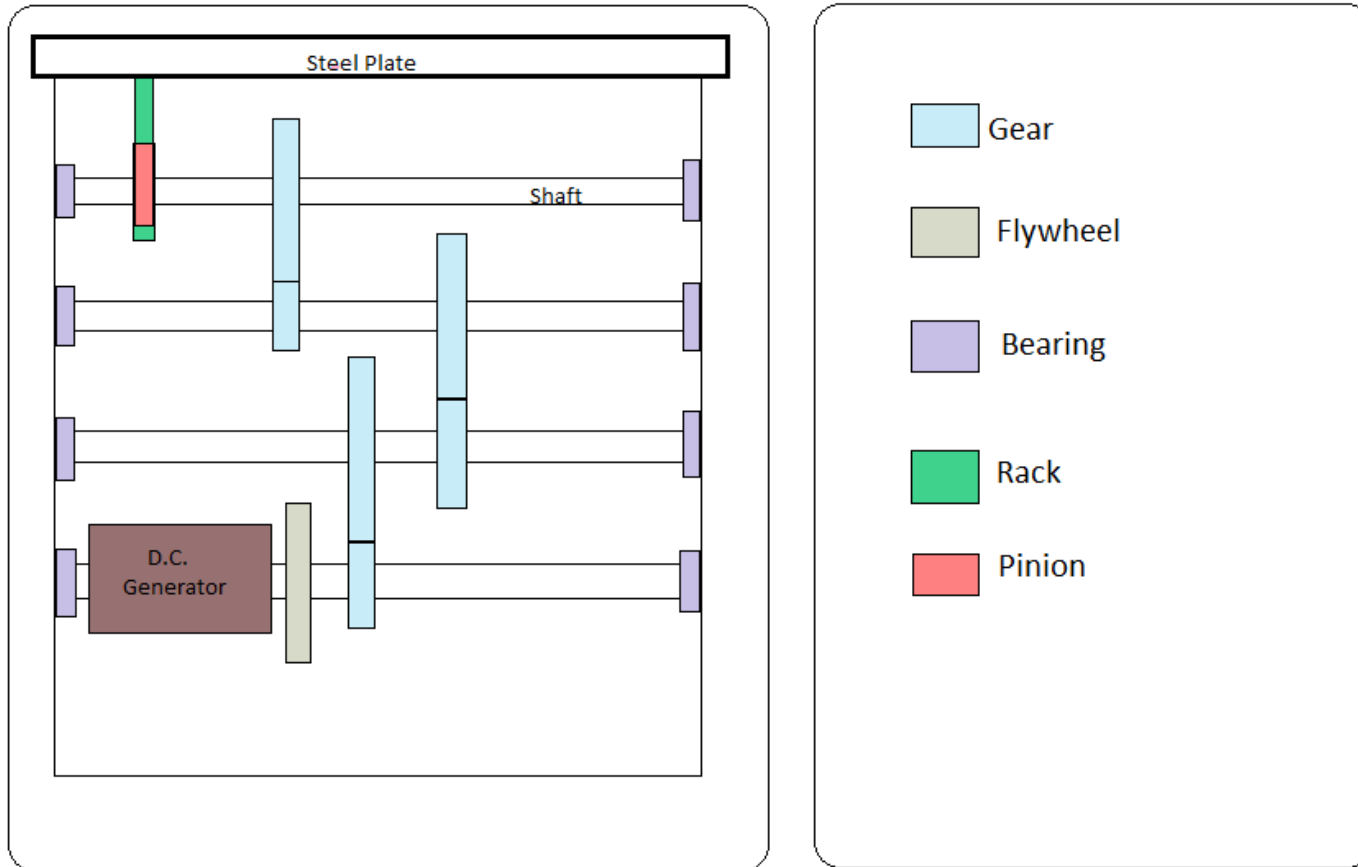 Steel Plate
Shaft
D.C.
Generator
Gear
Flywheel
Bearing
Rack
Pinion